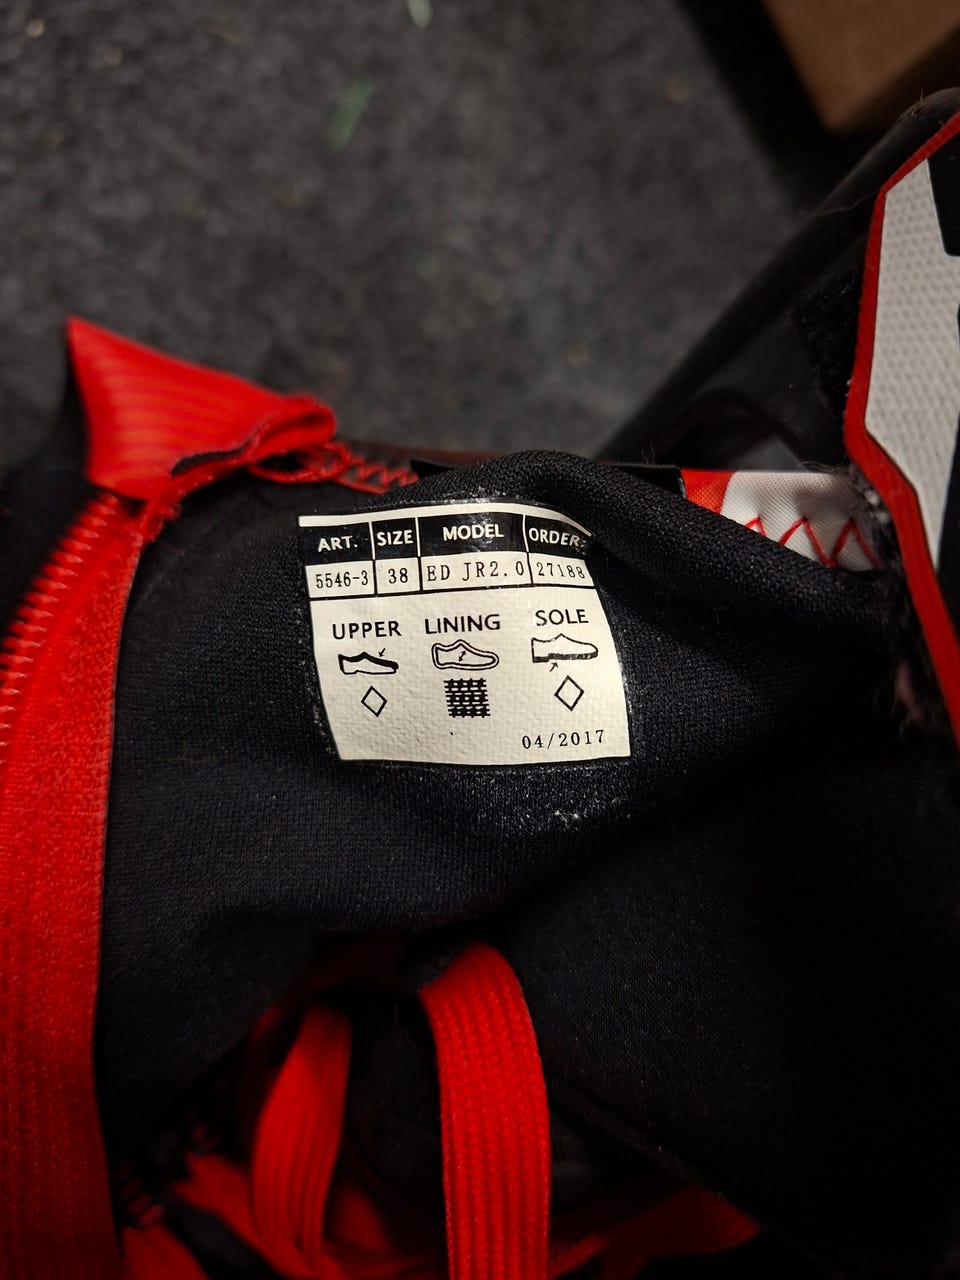 ART. SIZE MODEL ORDER:
5546-3 38 ED JR2.0 27188
UPPER LINING SOLE
04/2017